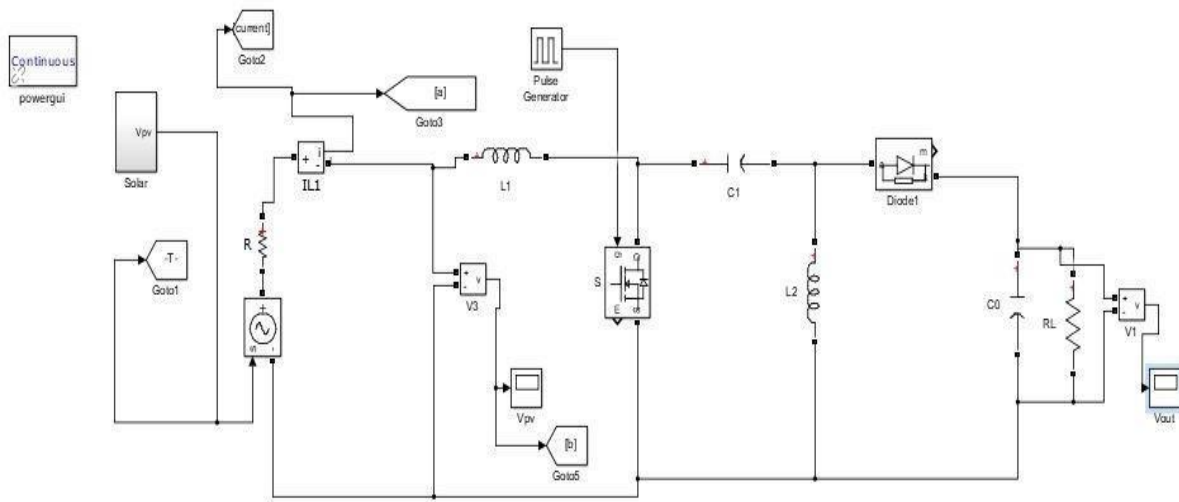 [current]
Goto2
Continuous
powergui
[a]
Goto3
Pulse
Generator
Vpv
Solar
+
-
i
IL1
L1
C1
m
a
Diode1
R
-T-
Goto1
+
-
s
+
-
v
V3
g
D
S
E
S
L2
C0
RL
+
-
v
V1
Vpv
[b]
Goto5
Vout